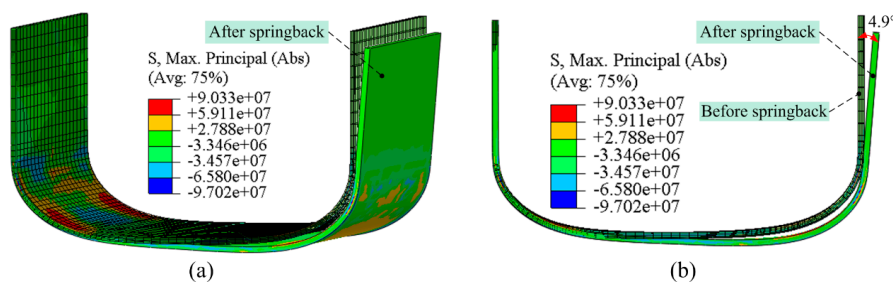 After springback
S, Max. Principal (Abs)
(Avg: 75%)
+9.033e+07
+5.911e+07
+2.788e+07
-3.346e+06
-3.457e+07
-6.580e+07
-9.702e+07
(a)
4.9°
After springback
S, Max. Principal (Abs)
(Avg: 75%)
+9.033e+07
+5.911e+07
+2.788e+07
-3.346e+06
-3.457e+07
-6.580e+07
-9.702e+07
Before springback
(b)